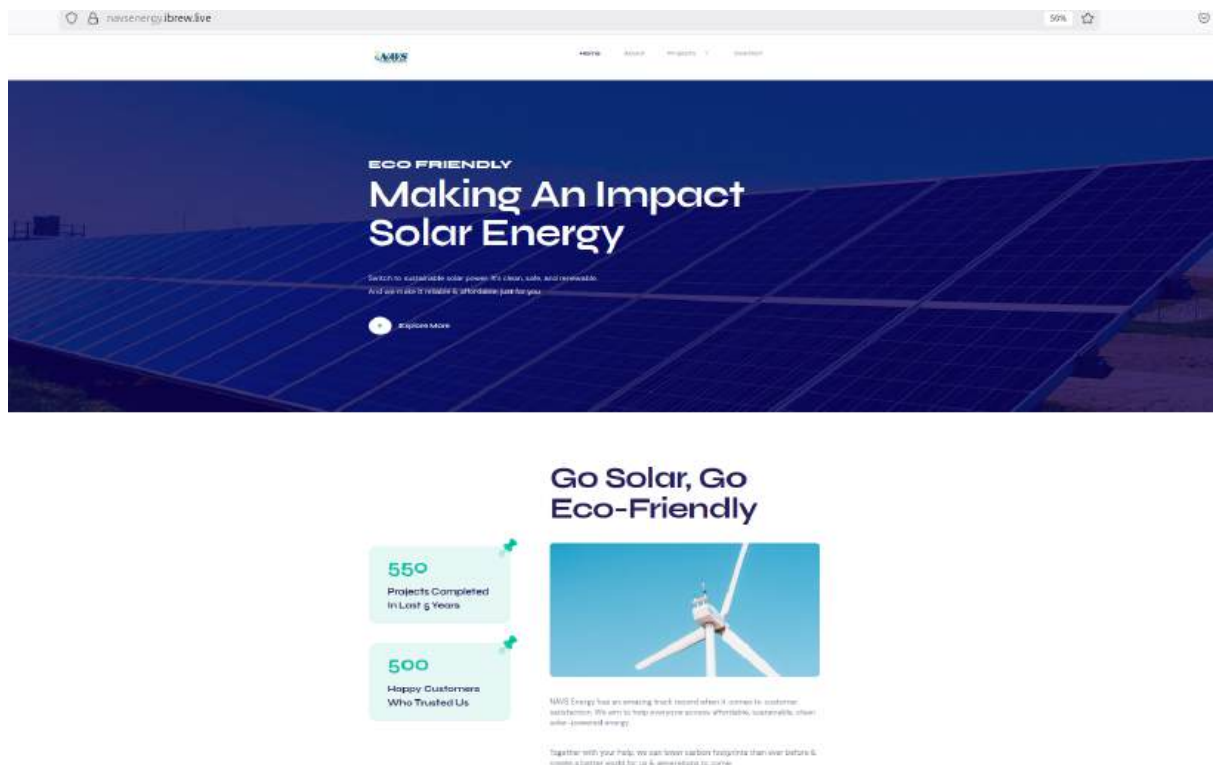 navsenergy.ibrew.live
50%
NAVS
Home About Projects Contact
ECO FRIENDLY
Making An Impact
Solar Energy
Switch to sustainable solar power. It's clean, safe, and renewable.
And we make it reliable & affordable just for you
Explore More
Go Solar, Go
Eco-Friendly
550
Projects Completed
In Last 5 Years
500
Happy Customers
Who Trusted Us
NAVS Energy has an amazing track record when it comes to customer
satisfaction. We aim to help everyone access affordable, sustainable, clean
solar-powered energy.
Together with your help, we can lower carbon footprints than ever before &
create a better world for us & generations to come.